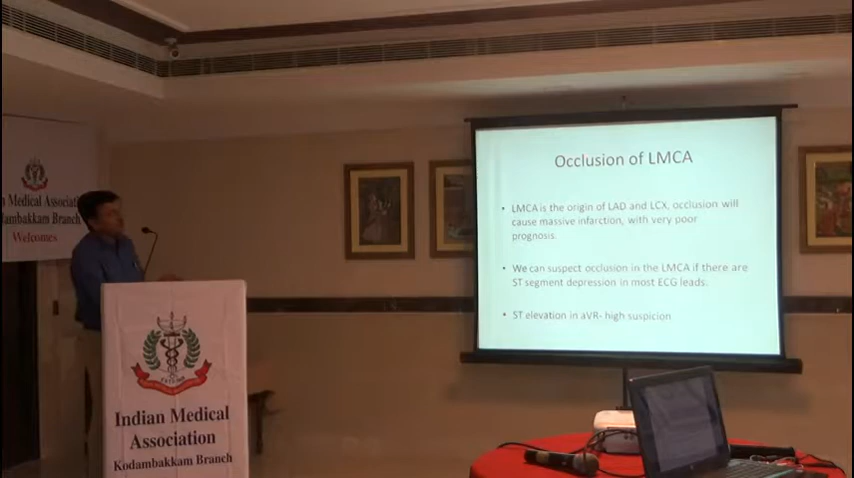 n Medical Associati
dambakkam Branch
Welcomes
Indian Medical
Association
Kodambakkam Branch
Occlusion of LMCA
• LMCA is the origin of LAD and LCX, occlusion will
cause massive infarction, with very poor
prognosis.
• We can suspect occlusion in the LMCA if there are
ST segment depression in most ECG leads.
• ST elevation in aVR- high suspicion